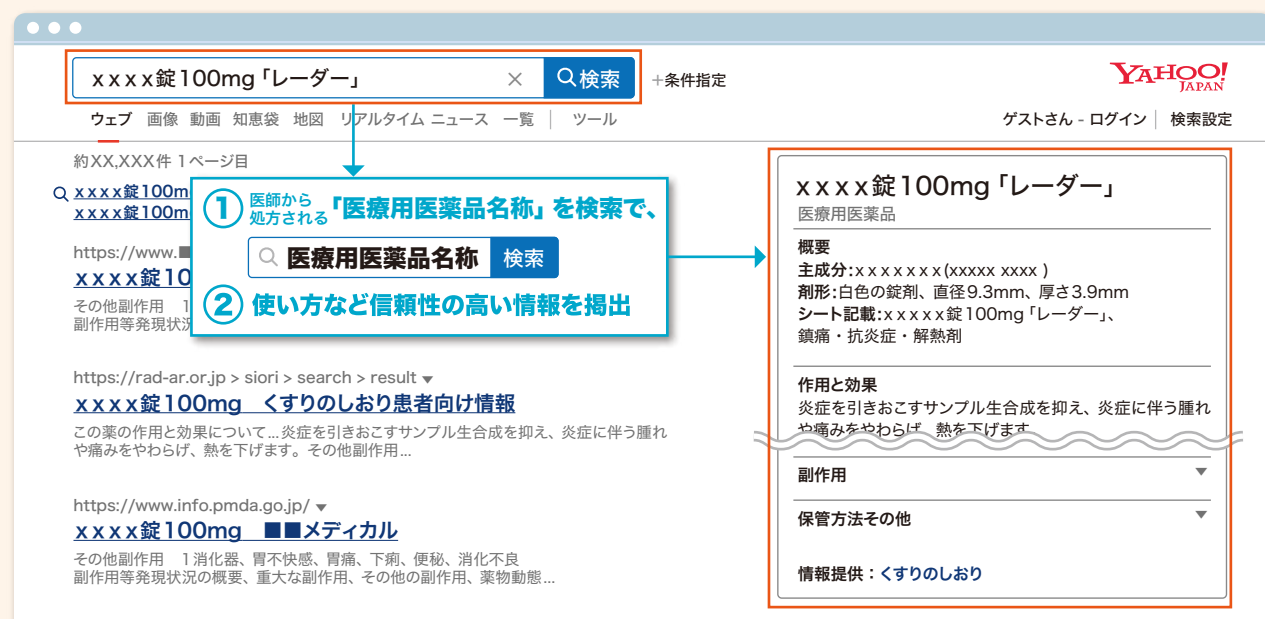 xxxx錠100mg「レーダー」 × 検索 +条件指定
YAHOO!
JAPAN
ウェブ 画像 動画 知恵袋 地図 リアルタイム ニュース 一覧 | ツール
ゲストさん - ログイン | 検索設定
約XX,XXX件 1ページ目
xxxx錠100m
xxxx錠100m
① 医師から
処方される「医療用医薬品名称」を検索で、
医療用医薬品名称 検索
② 使い方など信頼性の高い情報を掲出
https://www.■
xxxx錠10
その他副作用 1
副作用等発現状況
https://rad-ar.or.jp > siori > search > result ▼
xxxx錠100mg くすりのしおり患者向け情報
この薬の作用と効果について...炎症を引きおこすサンプル生合成を抑え、炎症に伴う腫れ
や痛みをやわらげ、熱を下げます。その他副作用...
https://www.info.pmda.go.jp/ ▼
xxxx錠100mg ■■メディカル
その他副作用 1消化器、胃不快感、胃痛、下痢、便秘、消化不良
副作用等発現状況の概要、重大な副作用、その他の副作用、薬物動態...
xxxx錠100mg「レーダー」
医療用医薬品
概要
主成分:xxxxxxx(xxxxx xxxx )
剤形:白色の錠剤、直径9.3mm、厚さ3.9mm
シート記載:xxxxx錠100mg「レーダー」、
鎮痛・抗炎症・解熱剤
作用と効果
炎症を引きおこすサンプル生合成を抑え、炎症に伴う腫れ
や痛みをやわらげ、熱を下げます
副作用 ▼
保管方法その他 ▼
情報提供：くすりのしおり